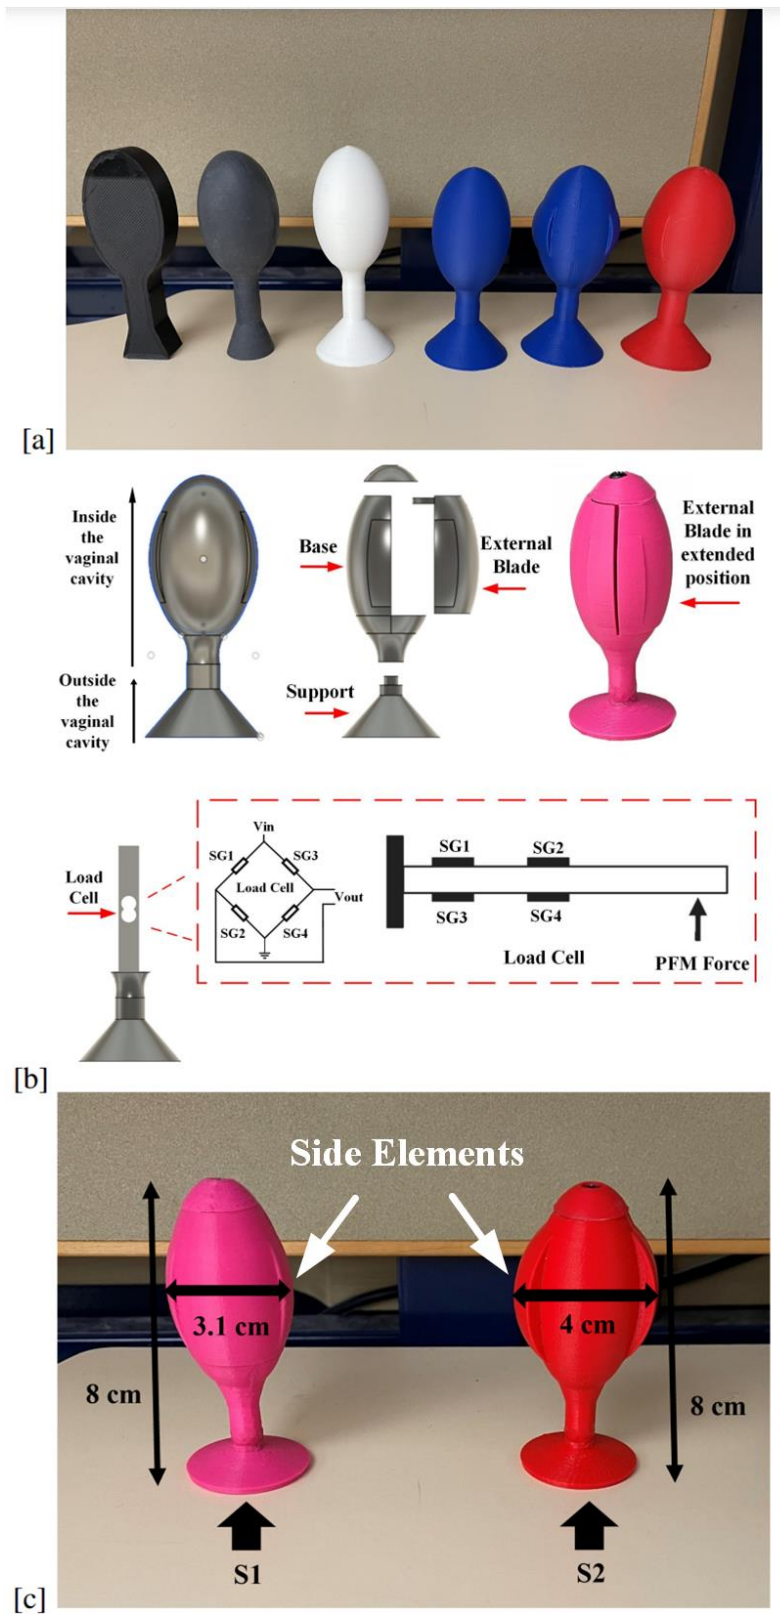 [a]
Inside
the
vaginal
cavity
Outside
the
vaginal
cavity
Base
External
Blade
Support
External
Blade in
extended
position
Load
Cell
Vin
SG1
SG3
Load Cell
Vout
SG2
SG4
SG1
SG2
SG3
SG4
Load Cell
PFM Force
[b]
Side Elements
3.1 cm
4 cm
8 cm
8 cm
S1
S2
[c]